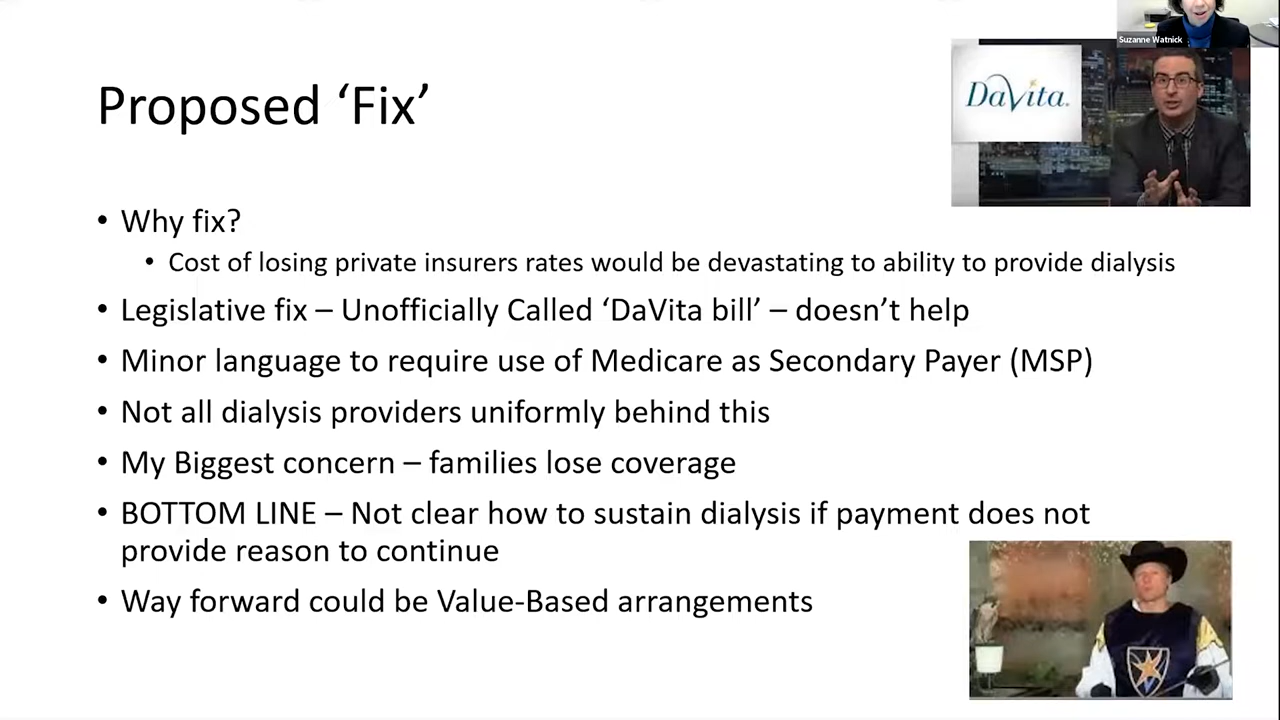 Suzanne Watnick
DaVita.
Proposed ‘Fix’
• Why fix?
• Cost of losing private insurers rates would be devastating to ability to provide dialysis
• Legislative fix – Unofficially Called ‘DaVita bill’ – doesn’t help
• Minor language to require use of Medicare as Secondary Payer (MSP)
• Not all dialysis providers uniformly behind this
• My Biggest concern – families lose coverage
• BOTTOM LINE – Not clear how to sustain dialysis if payment does not
provide reason to continue
• Way forward could be Value-Based arrangements